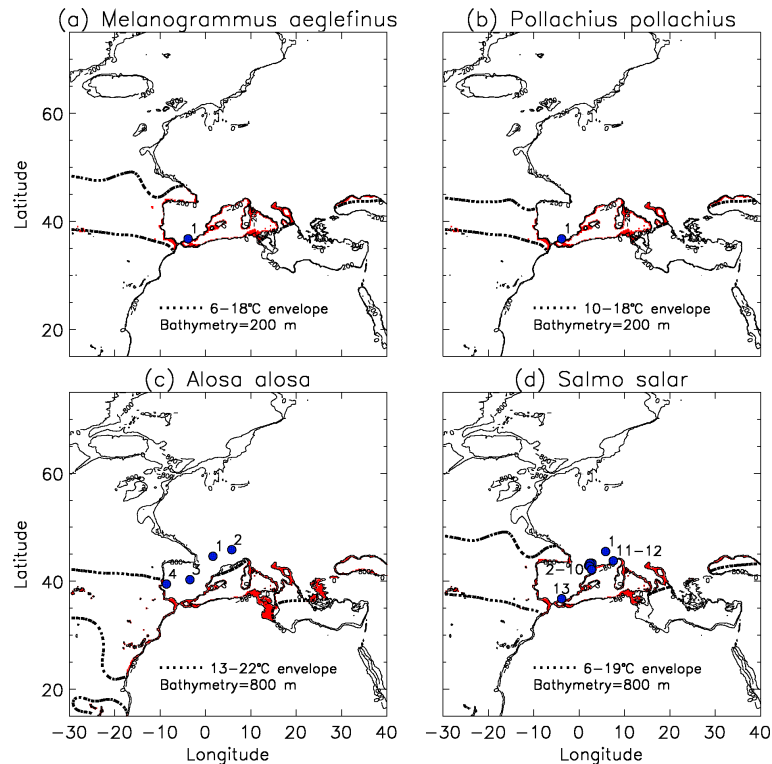 (a) Melanogrammus aeglefinus
(b) Pollachius pollachius
60
40
20
Latitude
1
1
6-18°C envelope
Bathymetry=200 m
10-18°C envelope
Bathymetry=200 m
(c) Alosa alosa
(d) Salmo salar
60
40
20
Latitude
1
2
3
4
1
11-12
2-10
13
13-22°C envelope
Bathymetry=800 m
6-19°C envelope
Bathymetry=800 m
-30 -20 -10 0 10 20 30 40
-30 -20 -10 0 10 20 30 40
Longitude
Longitude